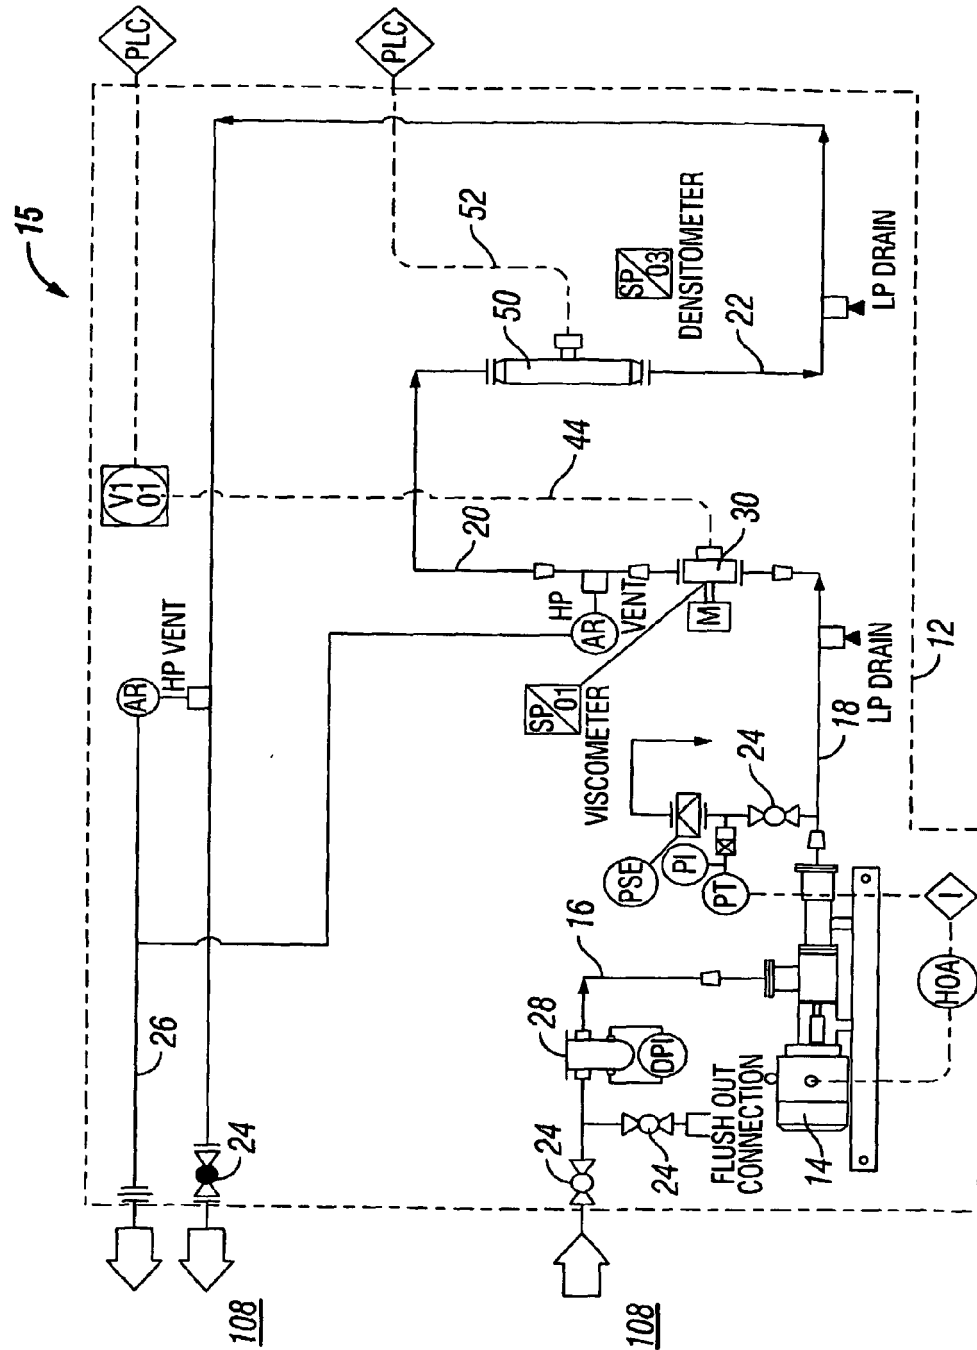 15
PLC
PLC
V1
01
52
50
SP
03
DENSITOMETER
22
LP DRAIN
44
20
30
HP
VENT
AR
M
SP
01
VISCOMETER
AR
HP VENT
12
LP DRAIN
18
24
PSE
PI
PT
I
HOA
16
28
DPI
26
24
24
24
FLUSH OUT
CONNECTION
14
108
108